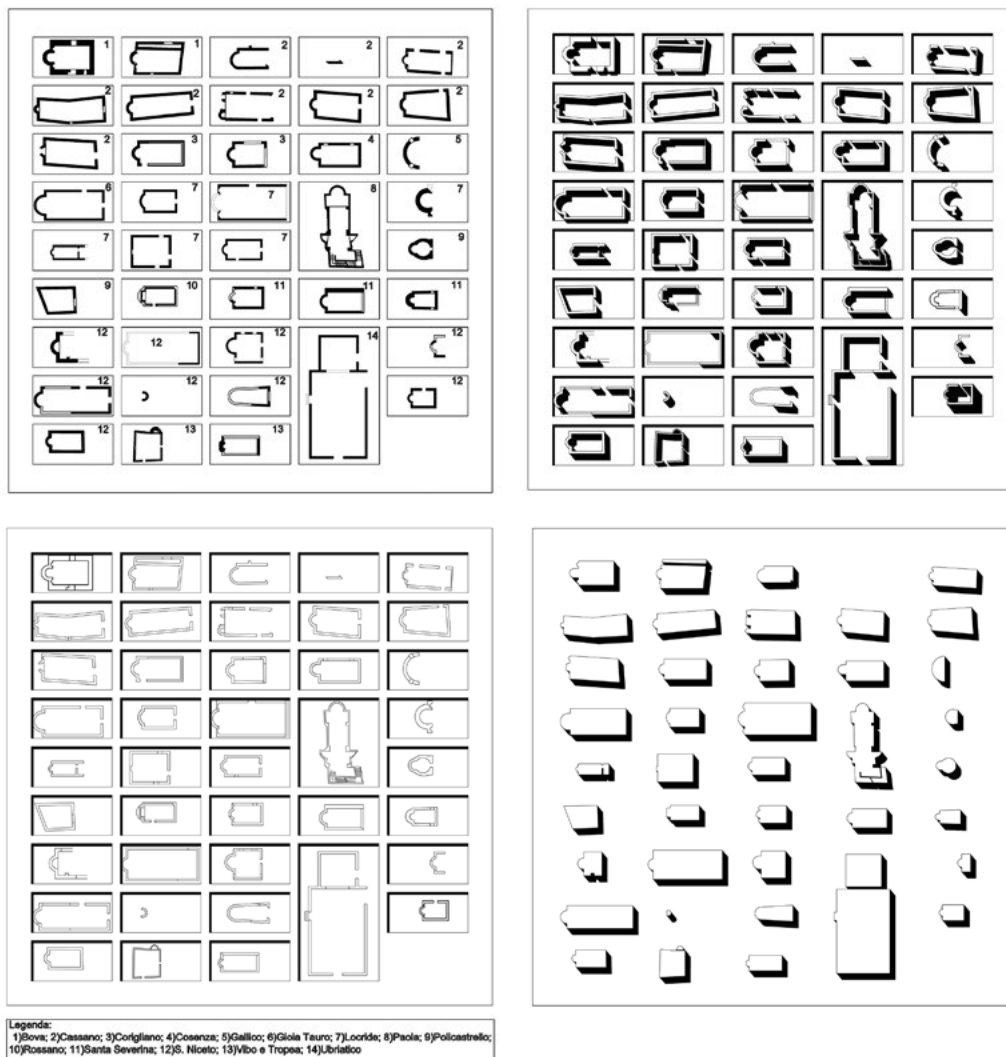 1 1 2 2 2
2 2 2 2 2
2 3 3 4 5
6 7 7 8 7
7 7 7 9
9 10 11 11 11
12 12 12 14 12
12 12 12 12
12 13 13
Legenda:
1)Bova; 2)Cassano; 3)Corigliano; 4)Cosenza; 5)Gallico; 6)Gioia Tauro; 7)Locride; 8)Paola; 9)Policastrello;
10)Rossano; 11)Santa Severina; 12)S. Niceto; 13)Vibo e Tropea; 14)Ubriatico